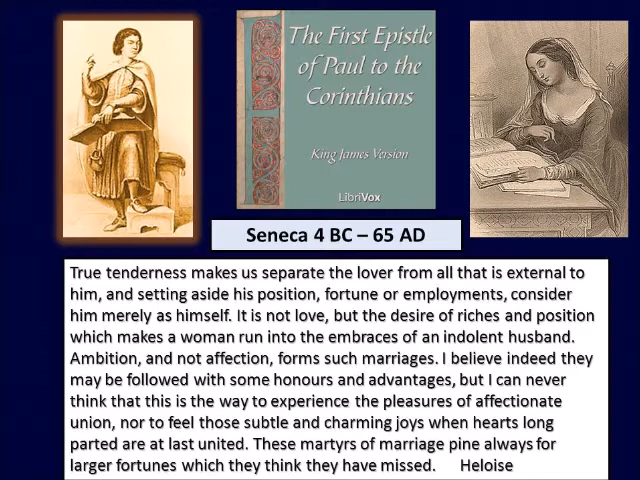 The First Epistle
of Paul to the
Corinthians
King James Version
LibriVox
Seneca 4 BC – 65 AD
True tenderness makes us separate the lover from all that is external to
him, and setting aside his position, fortune or employments, consider
him merely as himself. It is not love, but the desire of riches and position
which makes a woman run into the embraces of an indolent husband.
Ambition, and not affection, forms such marriages. I believe indeed they
may be followed with some honours and advantages, but I can never
think that this is the way to experience the pleasures of affectionate
union, nor to feel those subtle and charming joys when hearts long
parted are at last united. These martyrs of marriage pine always for
larger fortunes which they think they have missed. Heloise